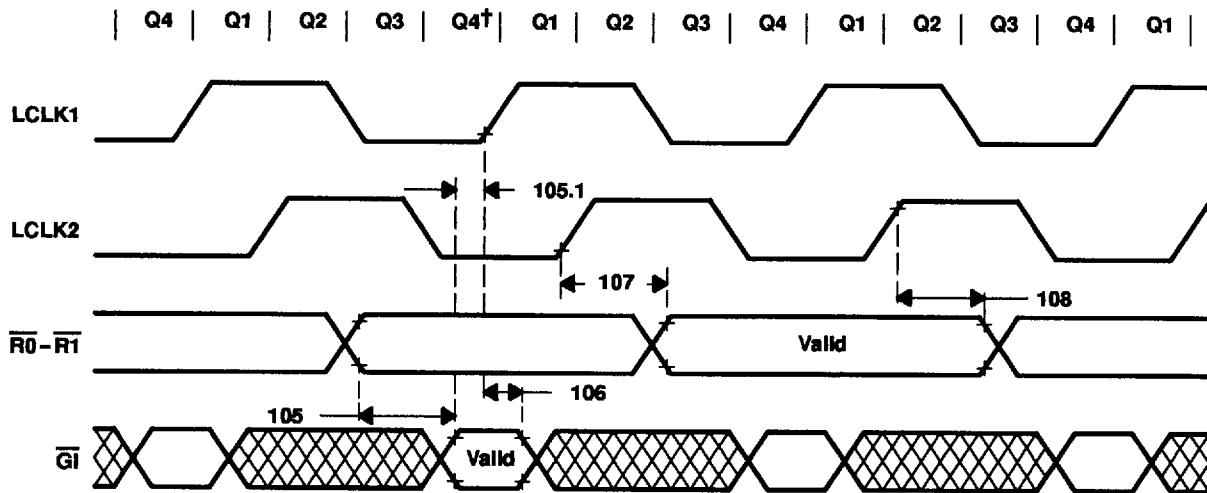 Q4 Q1 Q2 Q3 Q4† Q1 Q2 Q3 Q4 Q1 Q2 Q3 Q4 Q1
LCLK1
105.1
LCLK2
107
108
R0–R1
Valid
106
105
GI
Valid